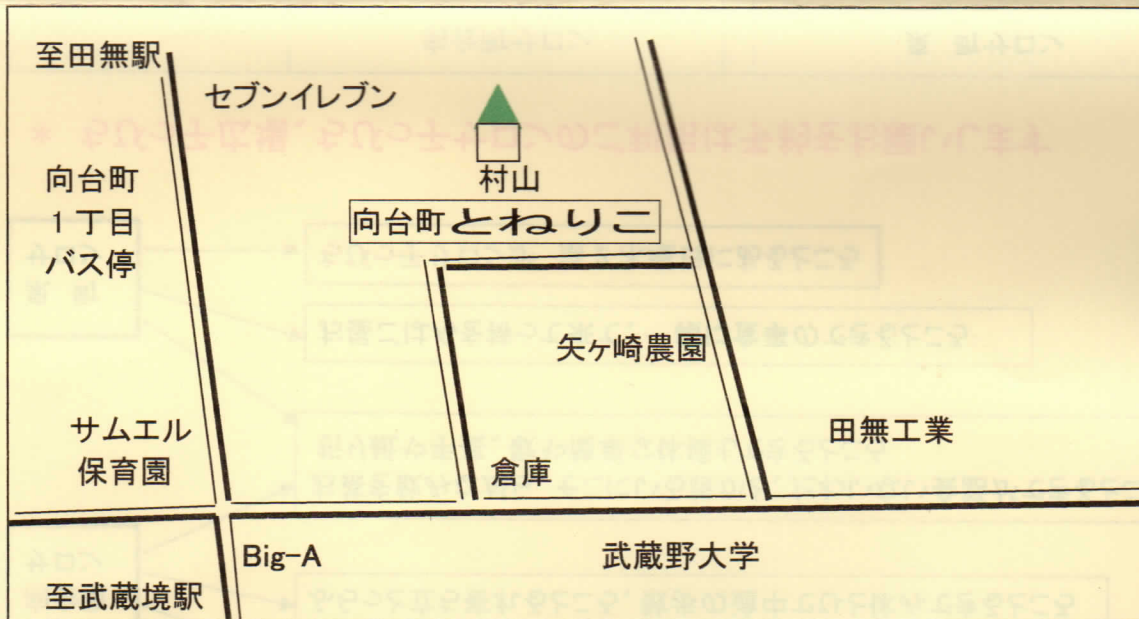 至田無駅
セブンイレブン
村山
向台町 とねりこ
向台町
１丁目
バス停
矢ヶ崎農園
サムエル
保育園
倉庫
田無工業
Big-A
武蔵野大学
至武蔵境駅